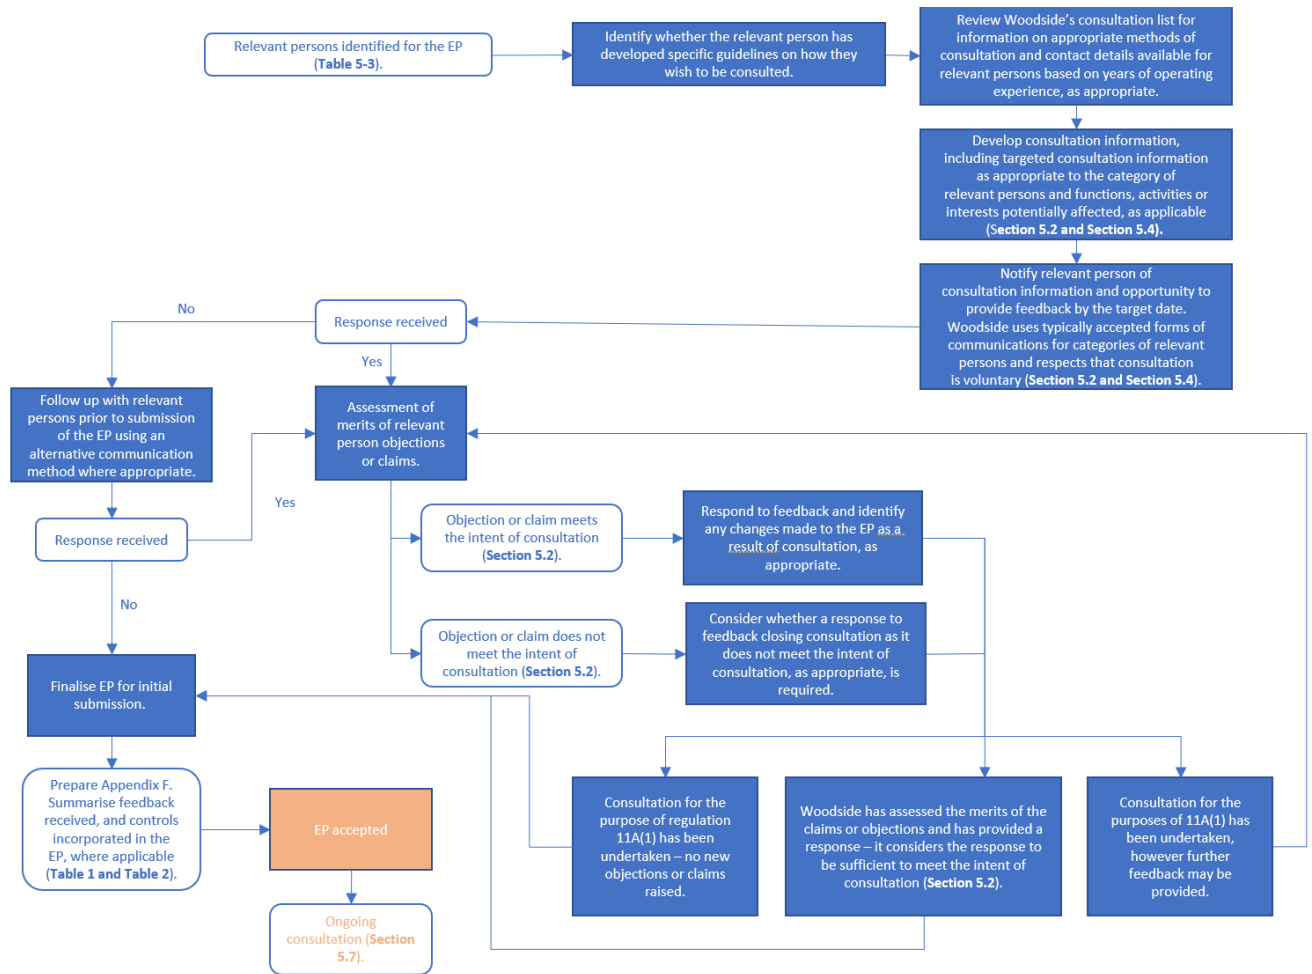 Relevant persons identified for the EP
(Table 5-3).
Identify whether the relevant person has
developed specific guidelines on how they
wish to be consulted.
Review Woodside's consultation list for
information on appropriate methods of
consultation and contact details available for
relevant persons based on years of operating
experience, as appropriate.
Develop consultation information,
including targeted consultation information
as appropriate to the category of
relevant persons and functions, activities or
interests potentially affected, as applicable
(Section 5.2 and Section 5.4).
Notify relevant person of
consultation information and opportunity to
provide feedback by the target date.
Woodside uses typically accepted forms of
communications for categories of relevant
persons and respects that consultation
is voluntary (Section 5.2 and Section 5.4).
Response received
No
Yes
Follow up with relevant
persons prior to submission
of the EP using an
alternative communication
method where appropriate.
Assessment of
merits of relevant
person objections
or claims.
Response received
Yes
No
Objection or claim meets
the intent of consultation
(Section 5.2).
Respond to feedback and identify
any changes made to the EP as a
result of consultation, as
appropriate.
Objection or claim does not
meet the intent of
consultation (Section 5.2).
Consider whether a response to
feedback closing consultation as it
does not meet the intent of
consultation, as appropriate, is
required.
Finalise EP for initial
submission.
Prepare Appendix F.
Summarise feedback
received, and controls
incorporated in the
EP, where applicable
(Table 1 and Table 2).
EP accepted
Ongoing
consultation (Section
5.7).
Consultation for the
purpose of regulation
11A(1) has been
undertaken – no new
objections or claims
raised.
Woodside has assessed the merits of the
claims or objections and has provided a
response – it considers the response to
be sufficient to meet the intent of
consultation (Section 5.2).
Consultation for the
purposes of 11A(1) has
been undertaken,
however further
feedback may be
provided.